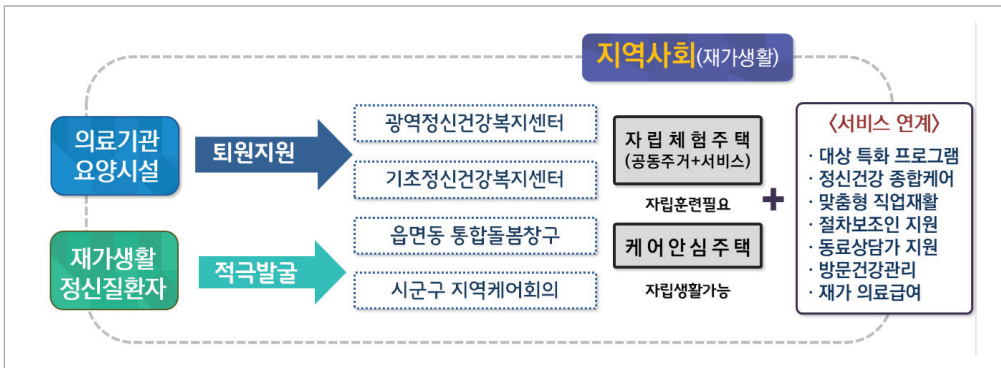 지역사회(재가생활)
의료기관
요양시설
퇴원지원
재가생활
정신질환자
적극발굴
광역정신건강복지센터
기초정신건강복지센터
읍면동 통합돌봄창구
시군구 지역케어회의
자립체험주택
(공동주거+서비스)
자립훈련필요
케어안심주택
자립생활가능
+
〈서비스 연계〉
· 대상 특화 프로그램
· 정신건강 종합케어
· 맞춤형 직업재활
· 절차보조인 지원
· 동료상담가 지원
· 방문건강관리
· 재가 의료급여